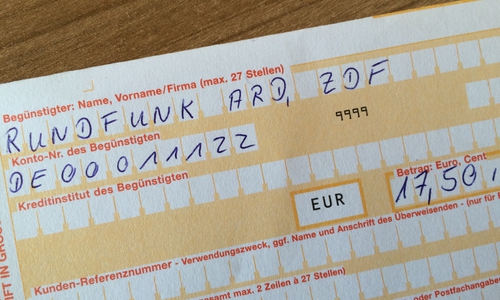 Begünstigter: Name, Vorname/Firma (max. 27 Stellen)
RUNDFUNK ARD, ZDF
9999
Konto-Nr. des Begünstigten
DE00011122
Kreditinstitut des Begünstigten
Betrag: Euro, Cent
EUR
17,50,
Kunden-Referenznummer - Verwendungszweck, ggf. Name und Anschrift des Überweisenden - (nur für
max. 2 Zeilen à 27 Stellen)
oder Postfachangabe